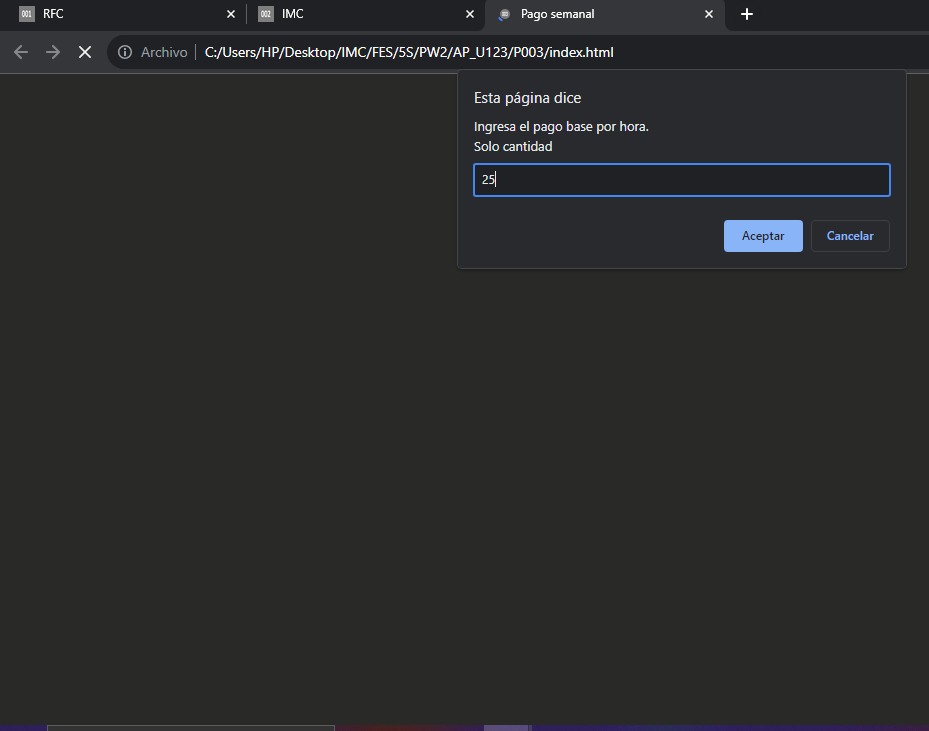 001 RFC
002 IMC
Pago semanal
Archivo C:/Users/HP/Desktop/IMC/FES/5S/PW2/AP_U123/P003/index.html
Esta página dice
Ingresa el pago base por hora.
Solo cantidad
25
Aceptar Cancelar